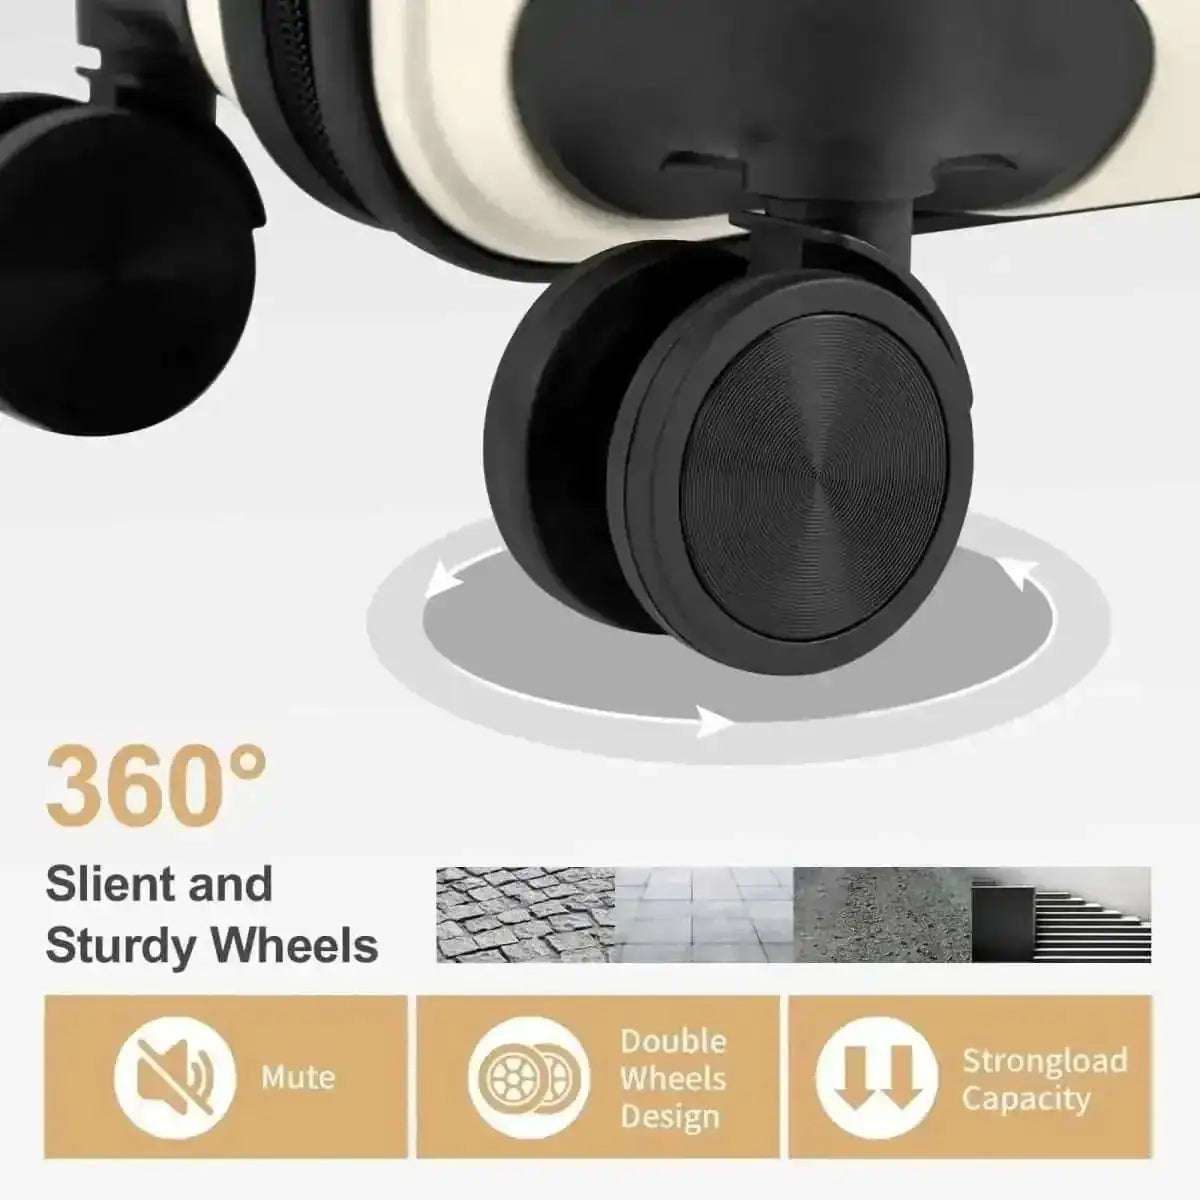 360°
Slient and
Sturdy Wheels
Mute
Double
Wheels
Design
Strongload
Capacity